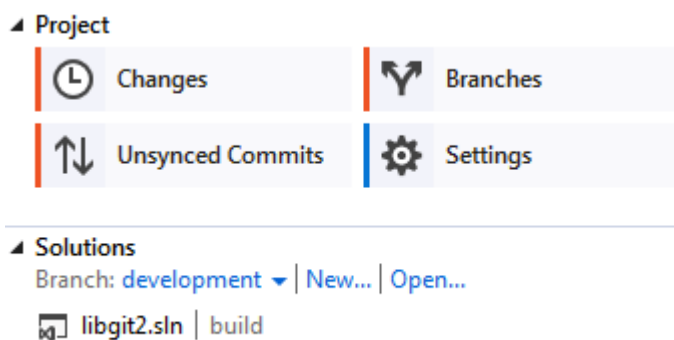 Project
Changes Branches
Unsynced Commits Settings
Solutions
Branch: development | New... | Open...
libgit2.sln | build